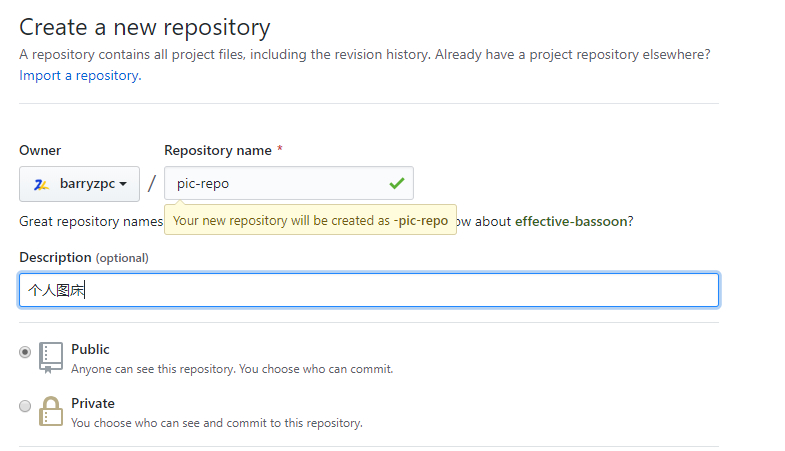 Create a new repository
A repository contains all project files, including the revision history. Already have a project repository elsewhere?
Import a repository.
Owner
Repository name *
barryzpc / pic-repo
Great repository names
Your new repository will be created as -pic-repo
ow about effective-bassoon?
Description (optional)
个人图床
Public
Anyone can see this repository. You choose who can commit.
Private
You choose who can see and commit to this repository.